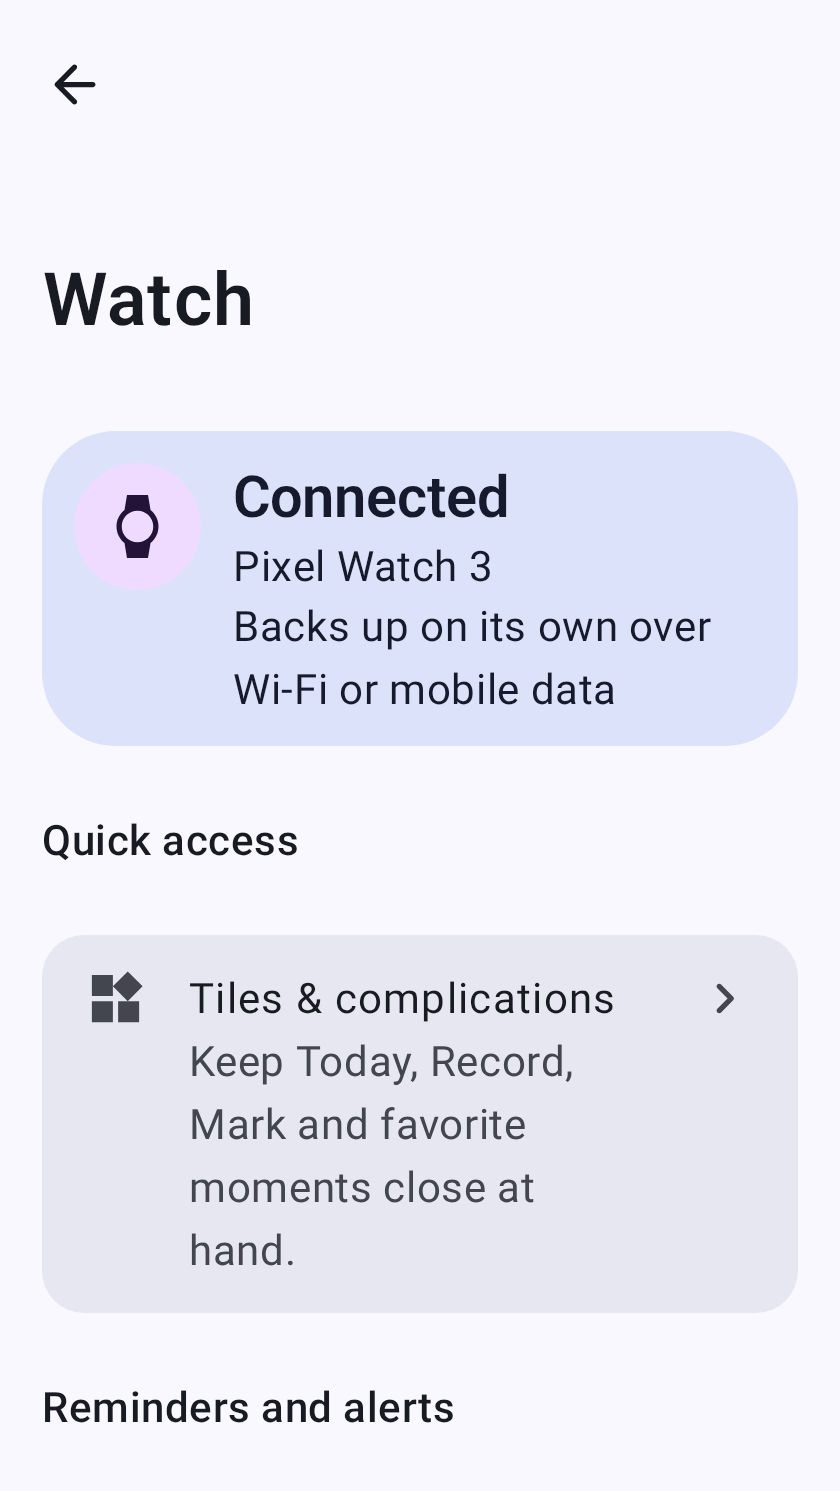 Watch
Connected
Pixel Watch 3
Backs up on its own over
Wi-Fi or mobile data
Quick access
Tiles & complications
Keep Today, Record,
Mark and favorite
moments close at
hand.
Reminders and alerts